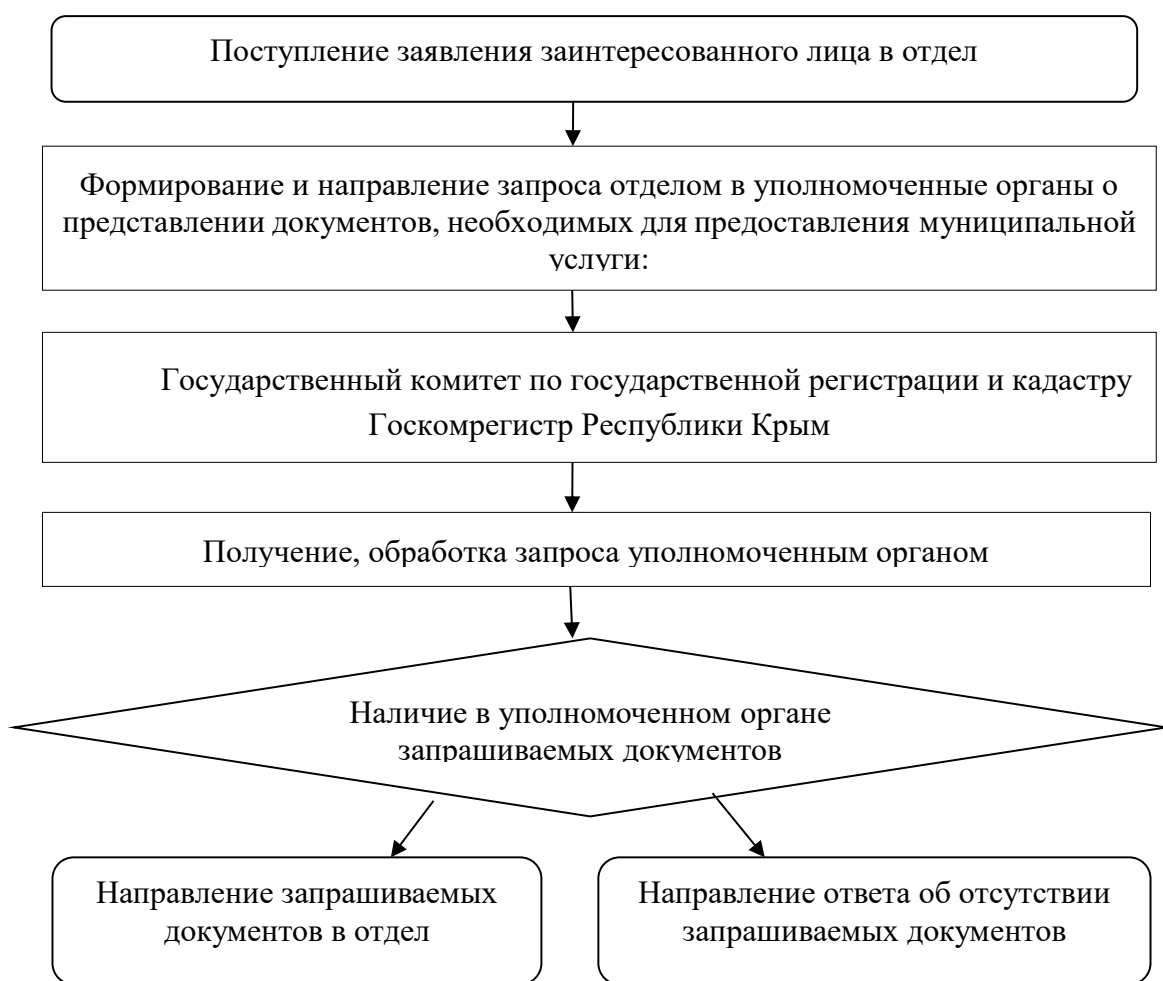 Поступление заявления заинтересованного лица в отдел
Формирование и направление запроса отделом в уполномоченные органы о
представлении документов, необходимых для предоставления муниципальной
услуги:
Государственный комитет по государственной регистрации и кадастру
Госкомрегистр Республики Крым
Получение, обработка запроса уполномоченным органом
Наличие в уполномоченном органе
запрашиваемых документов
Направление запрашиваемых
документов в отдел
Направление ответа об отсутствии
запрашиваемых документов